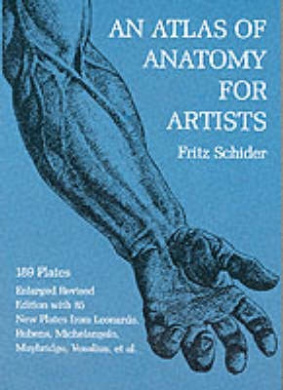 AN ATLAS OF
ANATOMY
FOR
ARTISTS
Fritz Schider
189 Plates
Enlarged Revised
Edition with 85
New Plates from Leonardo,
Rubens, Michelangelo,
Muybridge, Vesalius, et al.